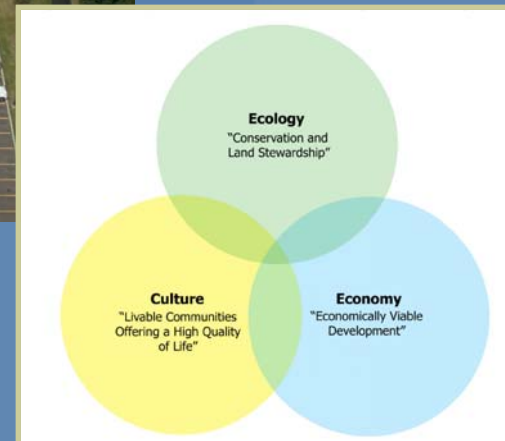 Ecology
“Conservation and
Land Stewardship”
Culture
“Livable Communities
Offering a High Quality
of Life”
Economy
“Economically Viable
Development”